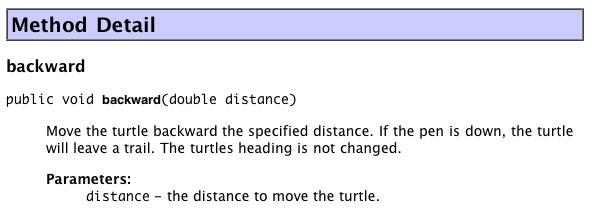 Method Detail
backward
public void backward(double distance)
Move the turtle backward the specified distance. If the pen is down, the turtle
will leave a trail. The turtles heading is not changed.
Parameters:
distance – the distance to move the turtle.